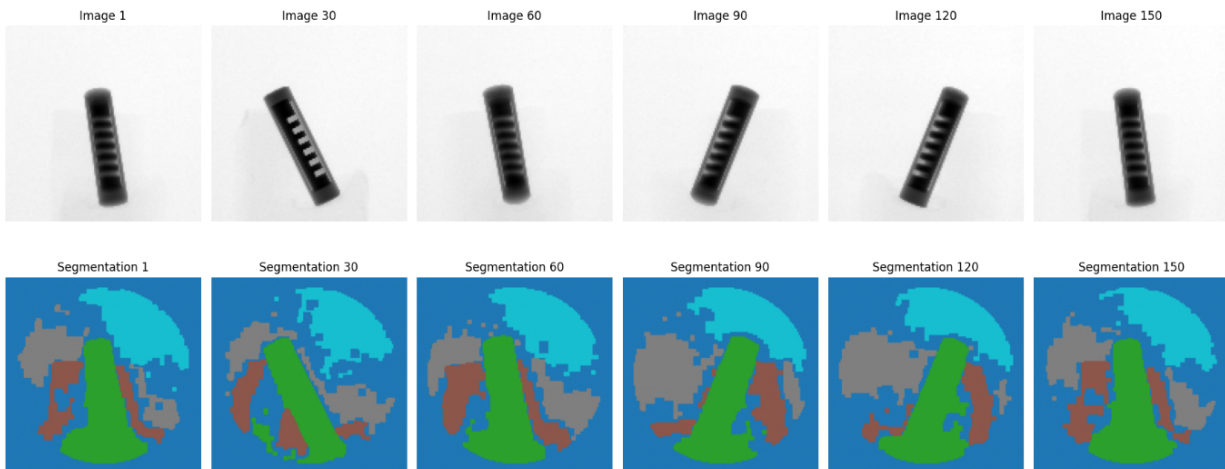 Image 1
Image 30
Image 60
Image 90
Image 120
Image 150
Segmentation 1
Segmentation 30
Segmentation 60
Segmentation 90
Segmentation 120
Segmentation 150